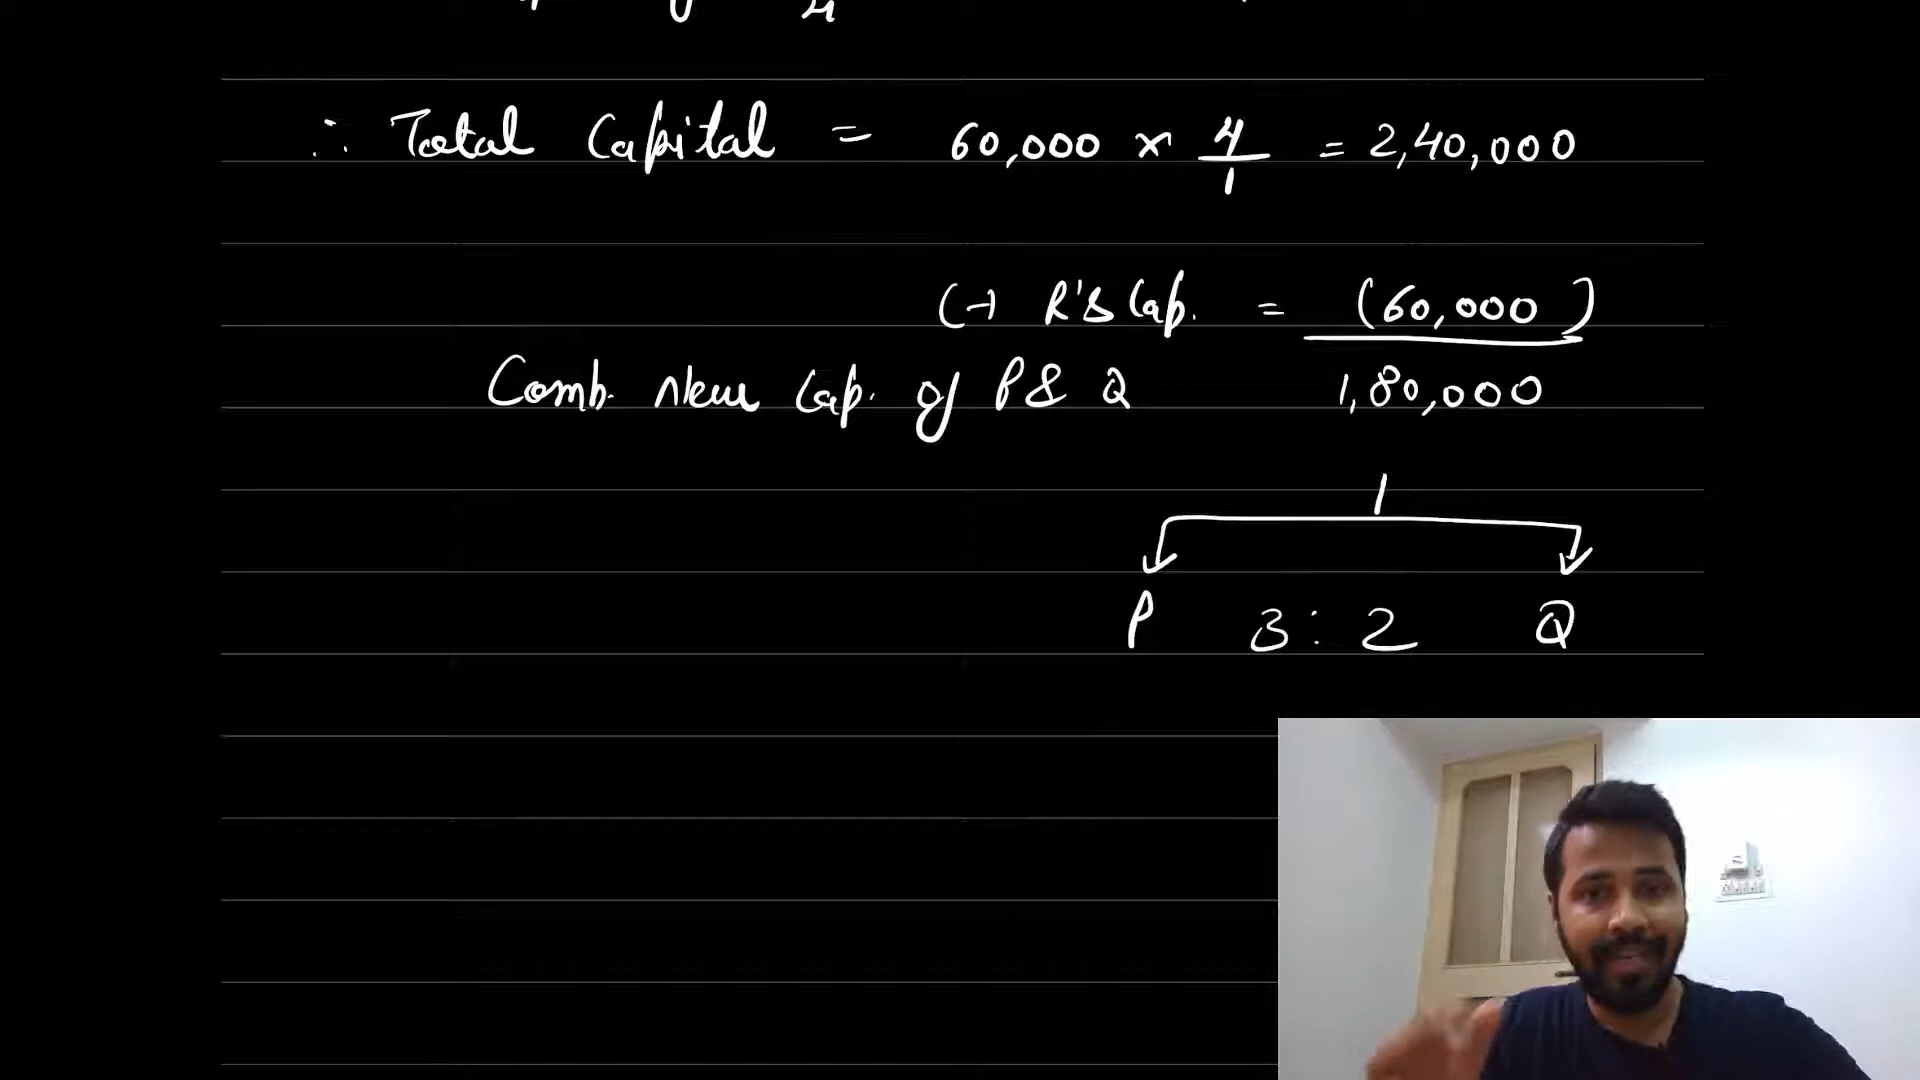 ∴ Total Capital = 60,000 × 4/1 = 2,40,000
(-) R's Cap. = (60,000)
Comb. New Cap. of P & Q 1,80,000
P 3 : 2 Q